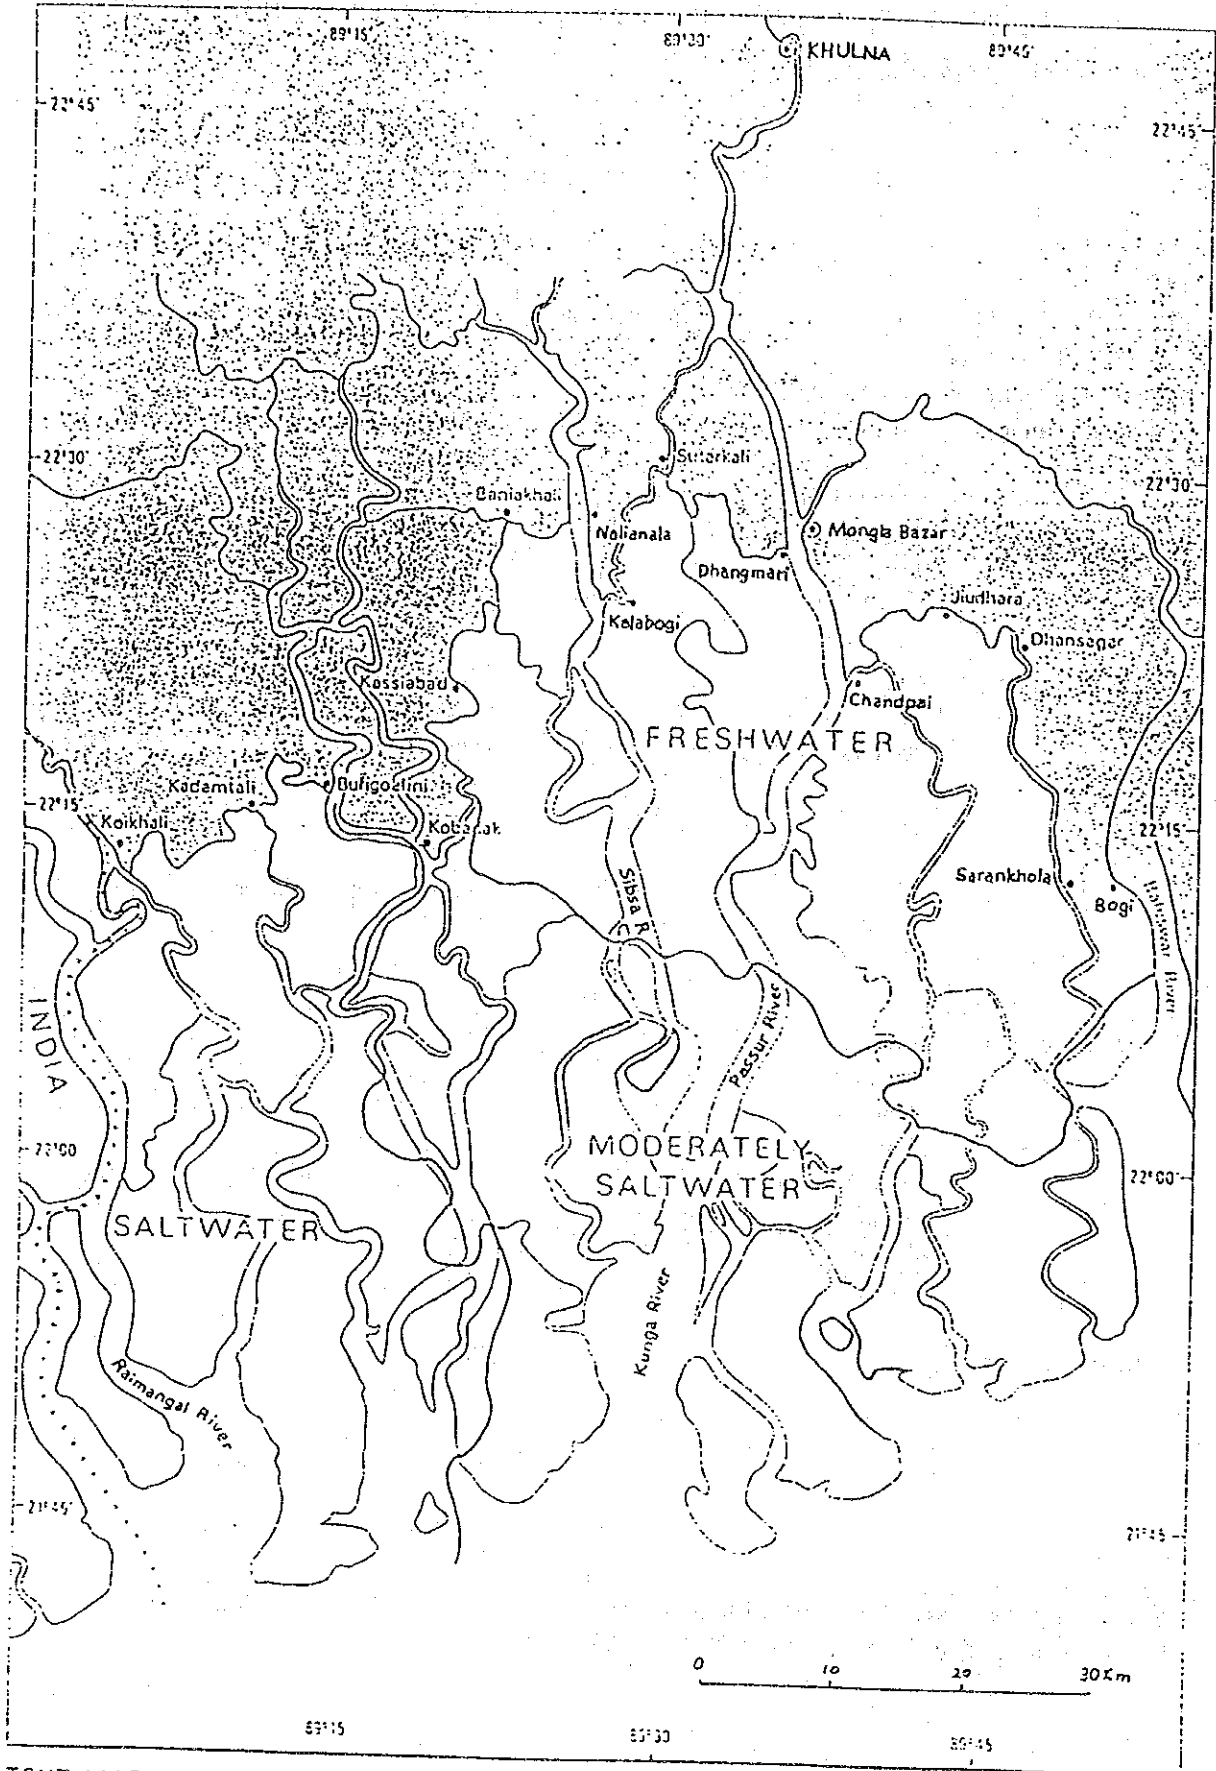 89°15'
89°30'
89°45'
KHULNA
22°45'
22°45'
22°30'
22°30'
Suterkali
Baniakhali
Nalianala
Mongla Bazar
Dhangmari
Jiudhara
Kalabogi
Dhansagar
Kassiabad
Chandpai
FRESHWATER
Kadamtali
Burigoalini
22°15'
22°15'
Koikhali
Kobadak
Sarankhola
Bogi
Sibsa R.
River
INDIA
Passur River
22°00'
22°00'
MODERATELY
SALTWATER
SALTWATER
Kunga River
Raimangal River
21°45'
21°45'
0 10 20 30 Km
89°15
89°30
89°45